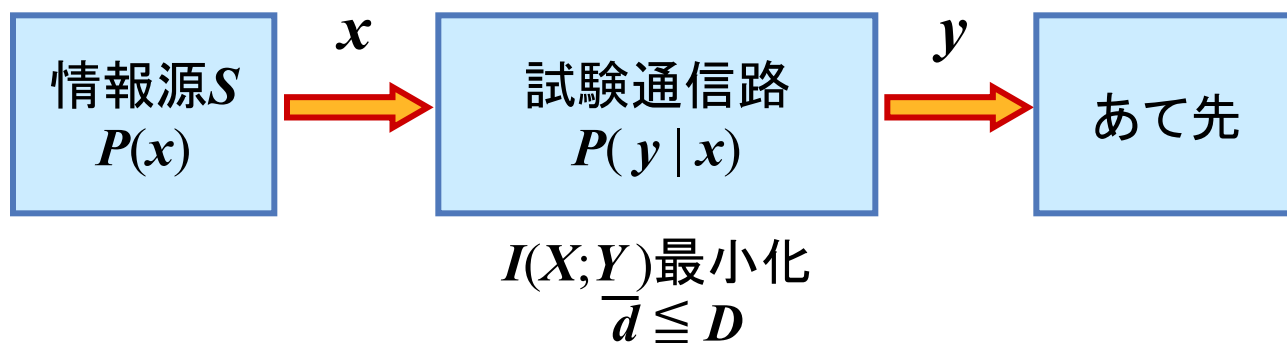 情報源S
P(x)
x
試験通信路
P( y | x)
y
あて先
I(X;Y)最小化
d̅ ≦ D